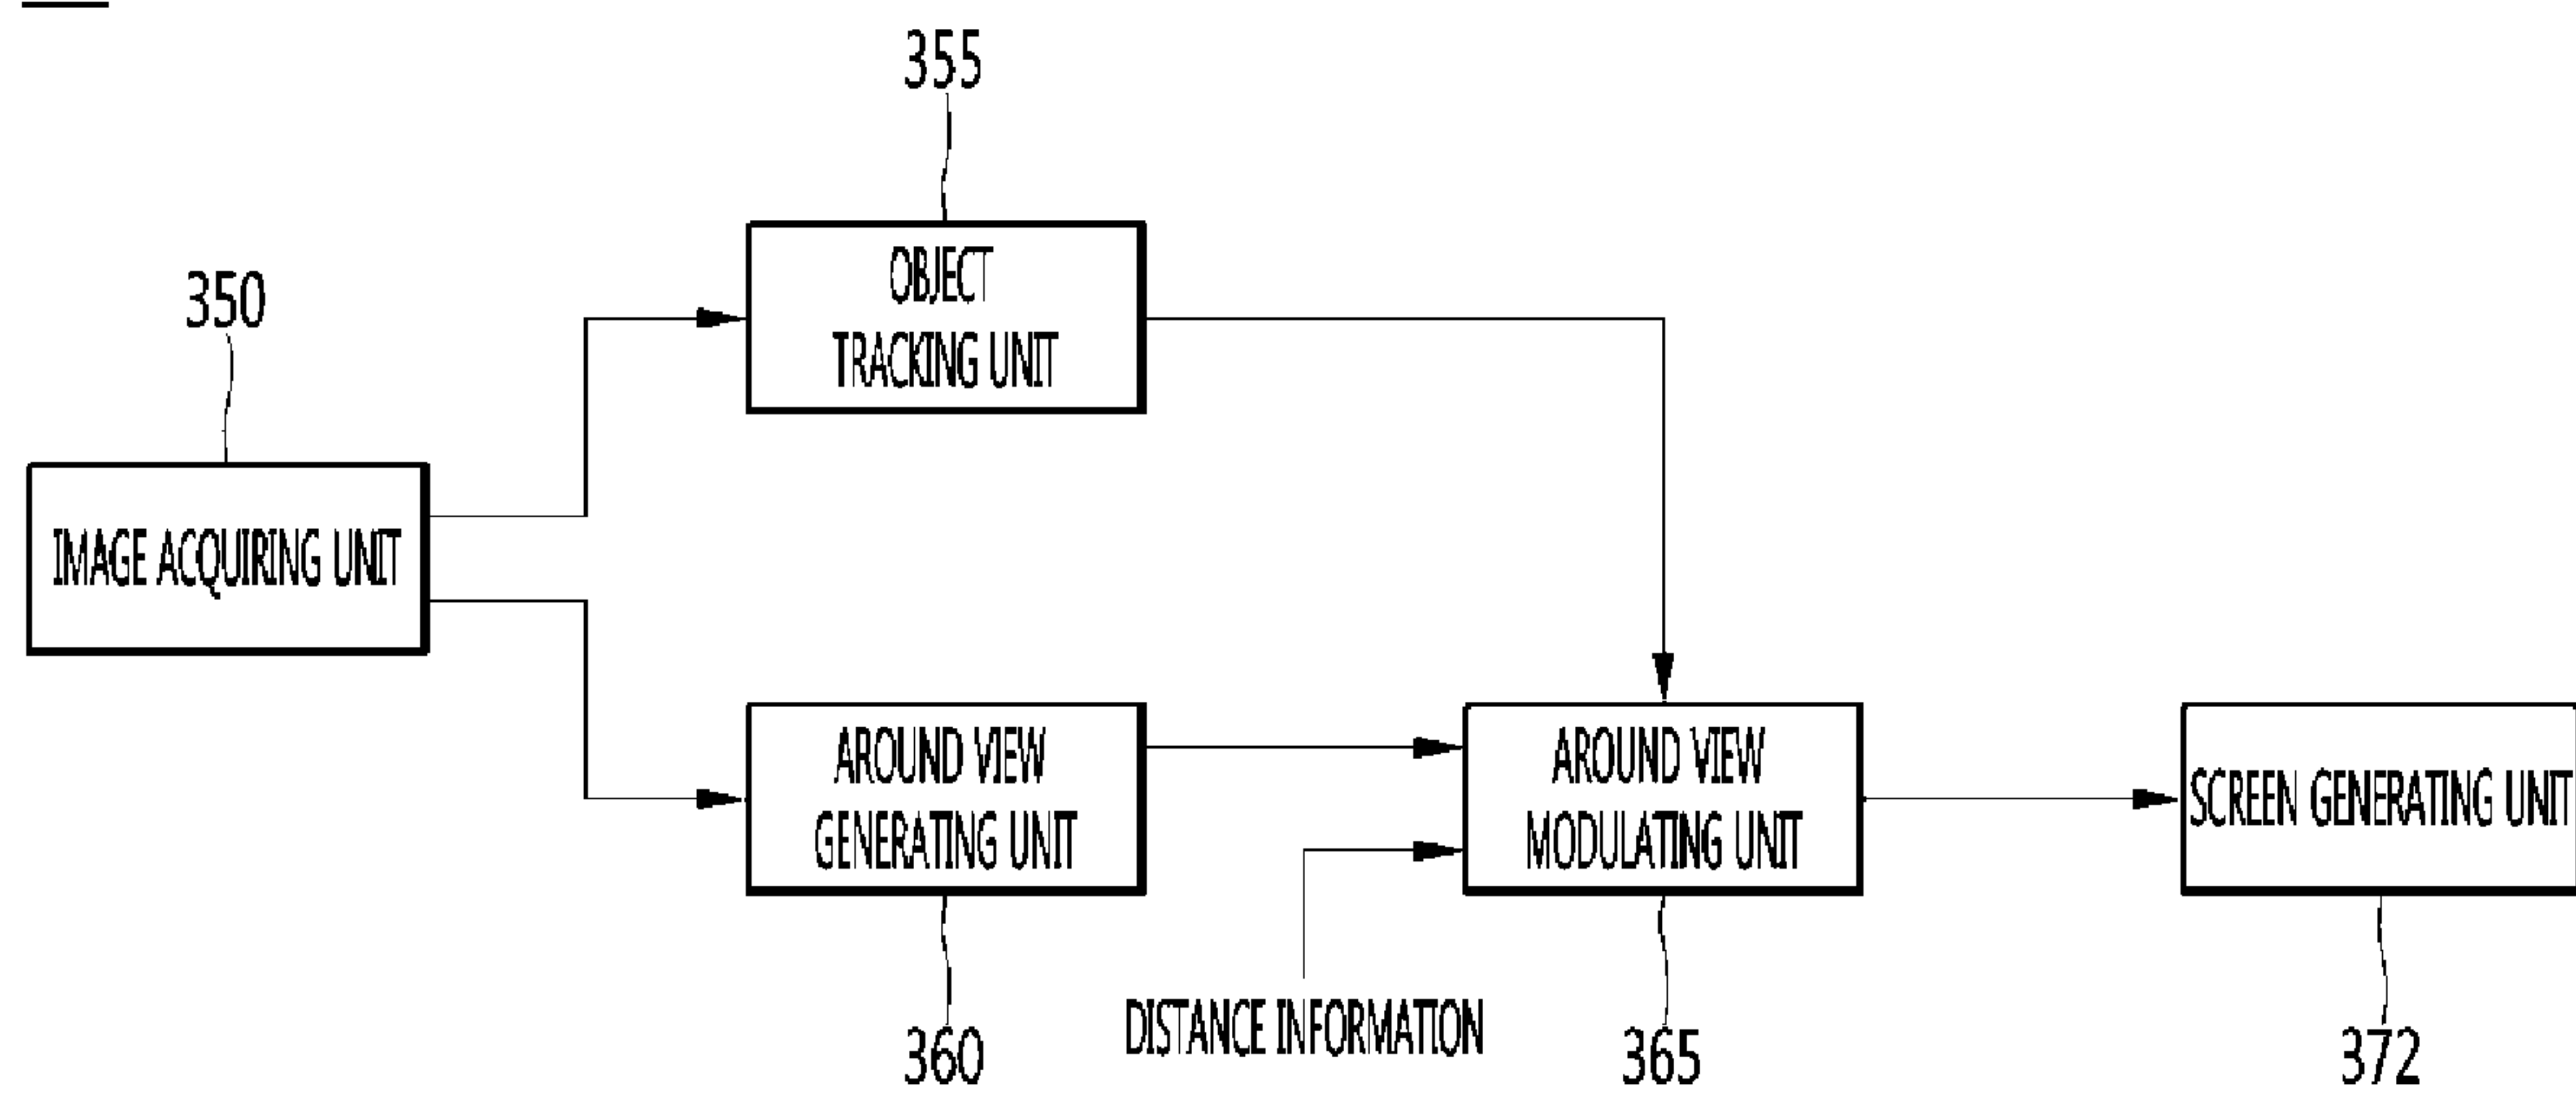 355
350
OBJECT
TRACKING UNIT
IMAGE ACQUIRING UNIT
AROUND VIEW
GENERATING UNIT
AROUND VIEW
MODULATING UNIT
SCREEN GENERATING UNIT
DISTANCE INFORMATION
360
365
372